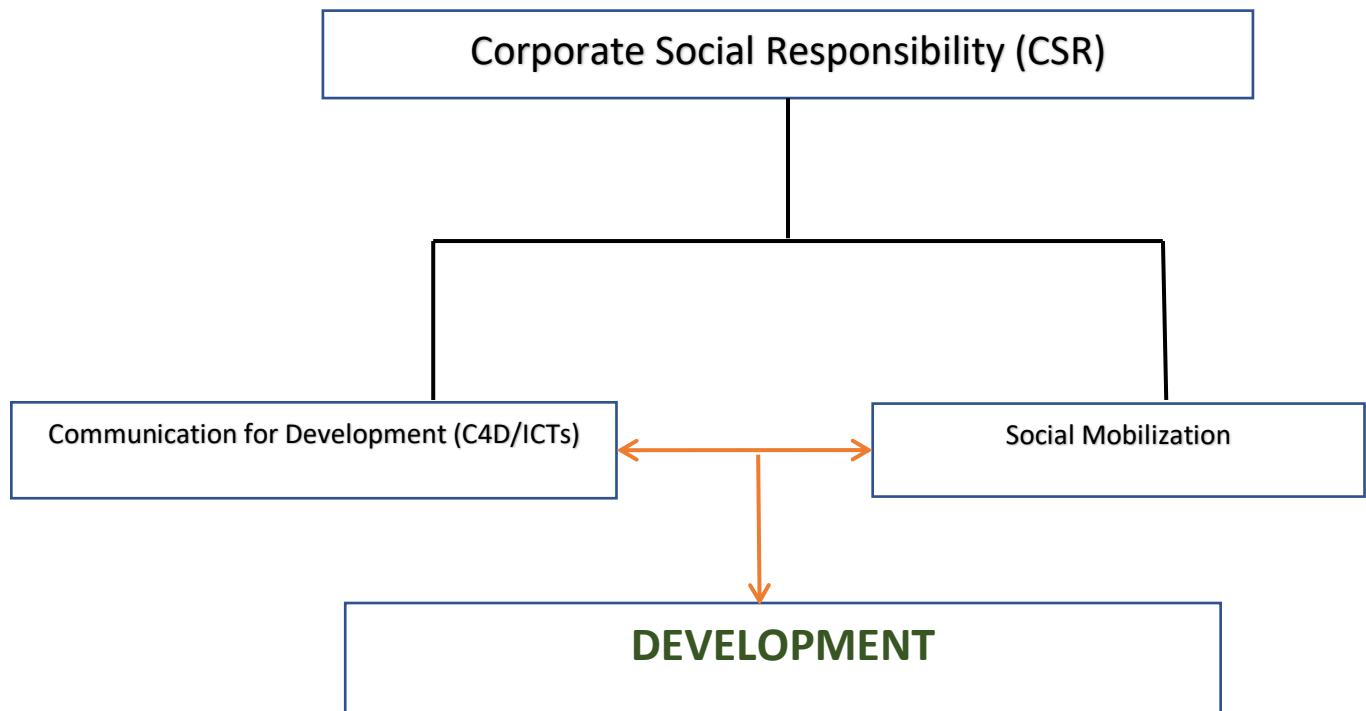 Corporate Social Responsibility (CSR)
Communication for Development (C4D/ICTs)
Social Mobilization
DEVELOPMENT